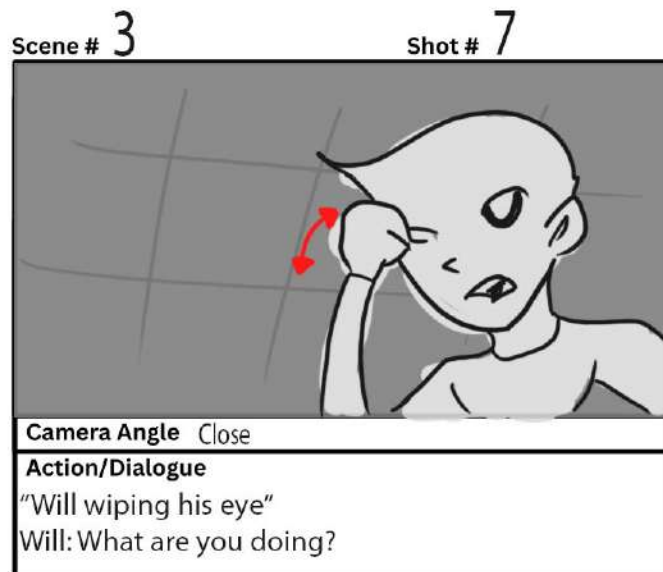 Scene # 3 Shot # 7
Camera Angle Close
Action/Dialogue
“Will wiping his eye”
Will: What are you doing?